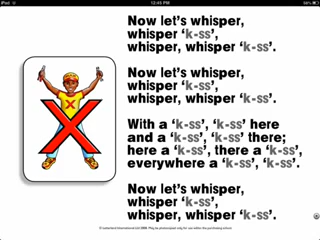 iPod
12:45 PM
50%
Now let's whisper,
whisper 'k-ss',
whisper, whisper 'k-ss'.
Now let's whisper,
whisper 'k-ss',
whisper, whisper 'k-ss'.
With a 'k-ss', 'k-ss' here
and a 'k-ss', 'k-ss' there;
here a 'k-ss', there a 'k-ss',
everywhere a 'k-ss', 'k-ss'.
Now let's whisper,
whisper 'k-ss',
whisper, whisper 'k-ss'.
X
X